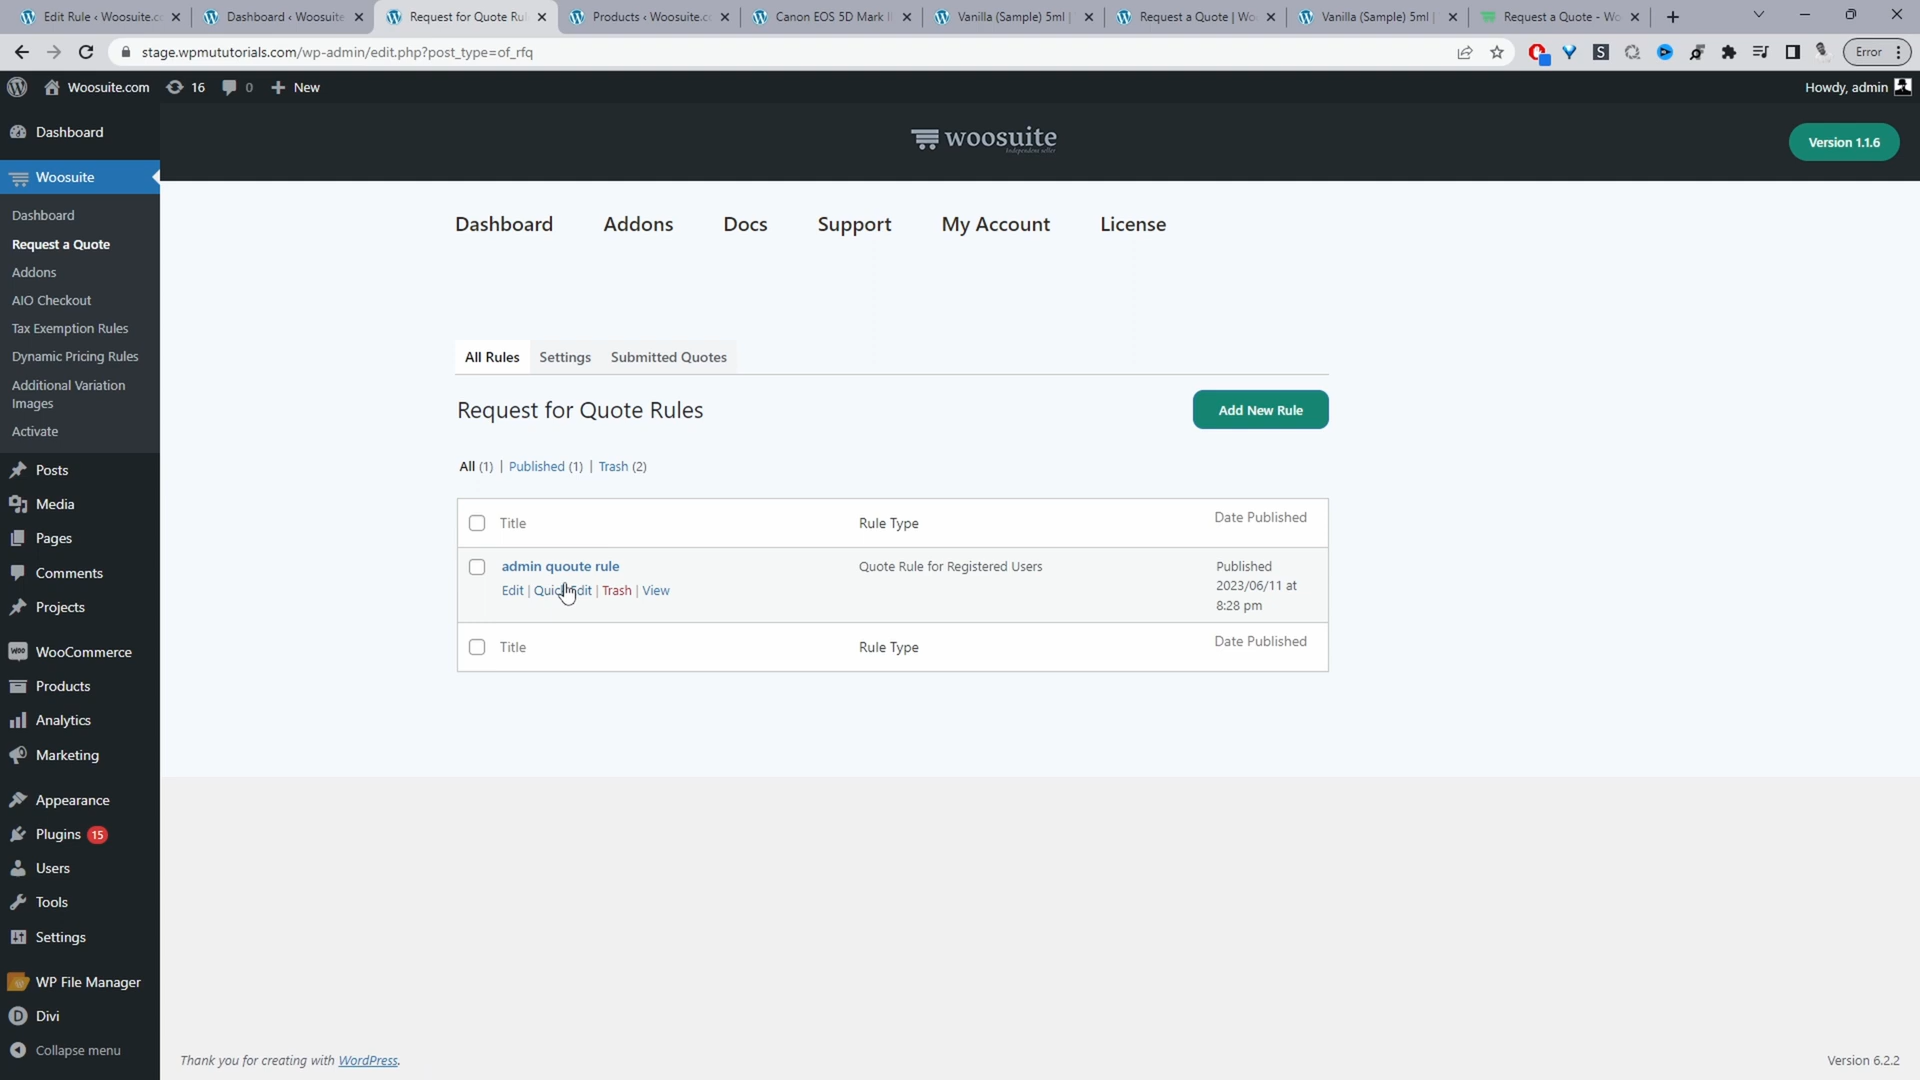 Edit Rule ‹ Woosuite.c
Dashboard ‹ Woosuite
Request for Quote Rul
Products ‹ Woosuite.c
Canon EOS 5D Mark I
Vanilla (Sample) 5ml |
Request a Quote | Wo
Vanilla (Sample) 5ml |
Request a Quote - Wo
stage.wpmututorials.com/wp-admin/edit.php?post_type=of_rfq
Error
Woosuite.com
16
0
New
Howdy, admin
woosuite
Independent seller
Version 1.1.6
Dashboard
Woosuite
Dashboard
Request a Quote
Addons
AIO Checkout
Tax Exemption Rules
Dynamic Pricing Rules
Additional Variation
Images
Activate
Posts
Media
Pages
Comments
Projects
WooCommerce
Products
Analytics
Marketing
Appearance
Plugins 15
Users
Tools
Settings
WP File Manager
Divi
Collapse menu
Dashboard Addons Docs Support My Account License
All Rules Settings Submitted Quotes
Request for Quote Rules
Add New Rule
All (1) | Published (1) | Trash (2)
Title Rule Type Date Published
admin quoute rule Quote Rule for Registered Users Published
2023/06/11 at
8:28 pm
Edit | Quick Edit | Trash | View
Title Rule Type Date Published
Thank you for creating with WordPress.
Version 6.2.2